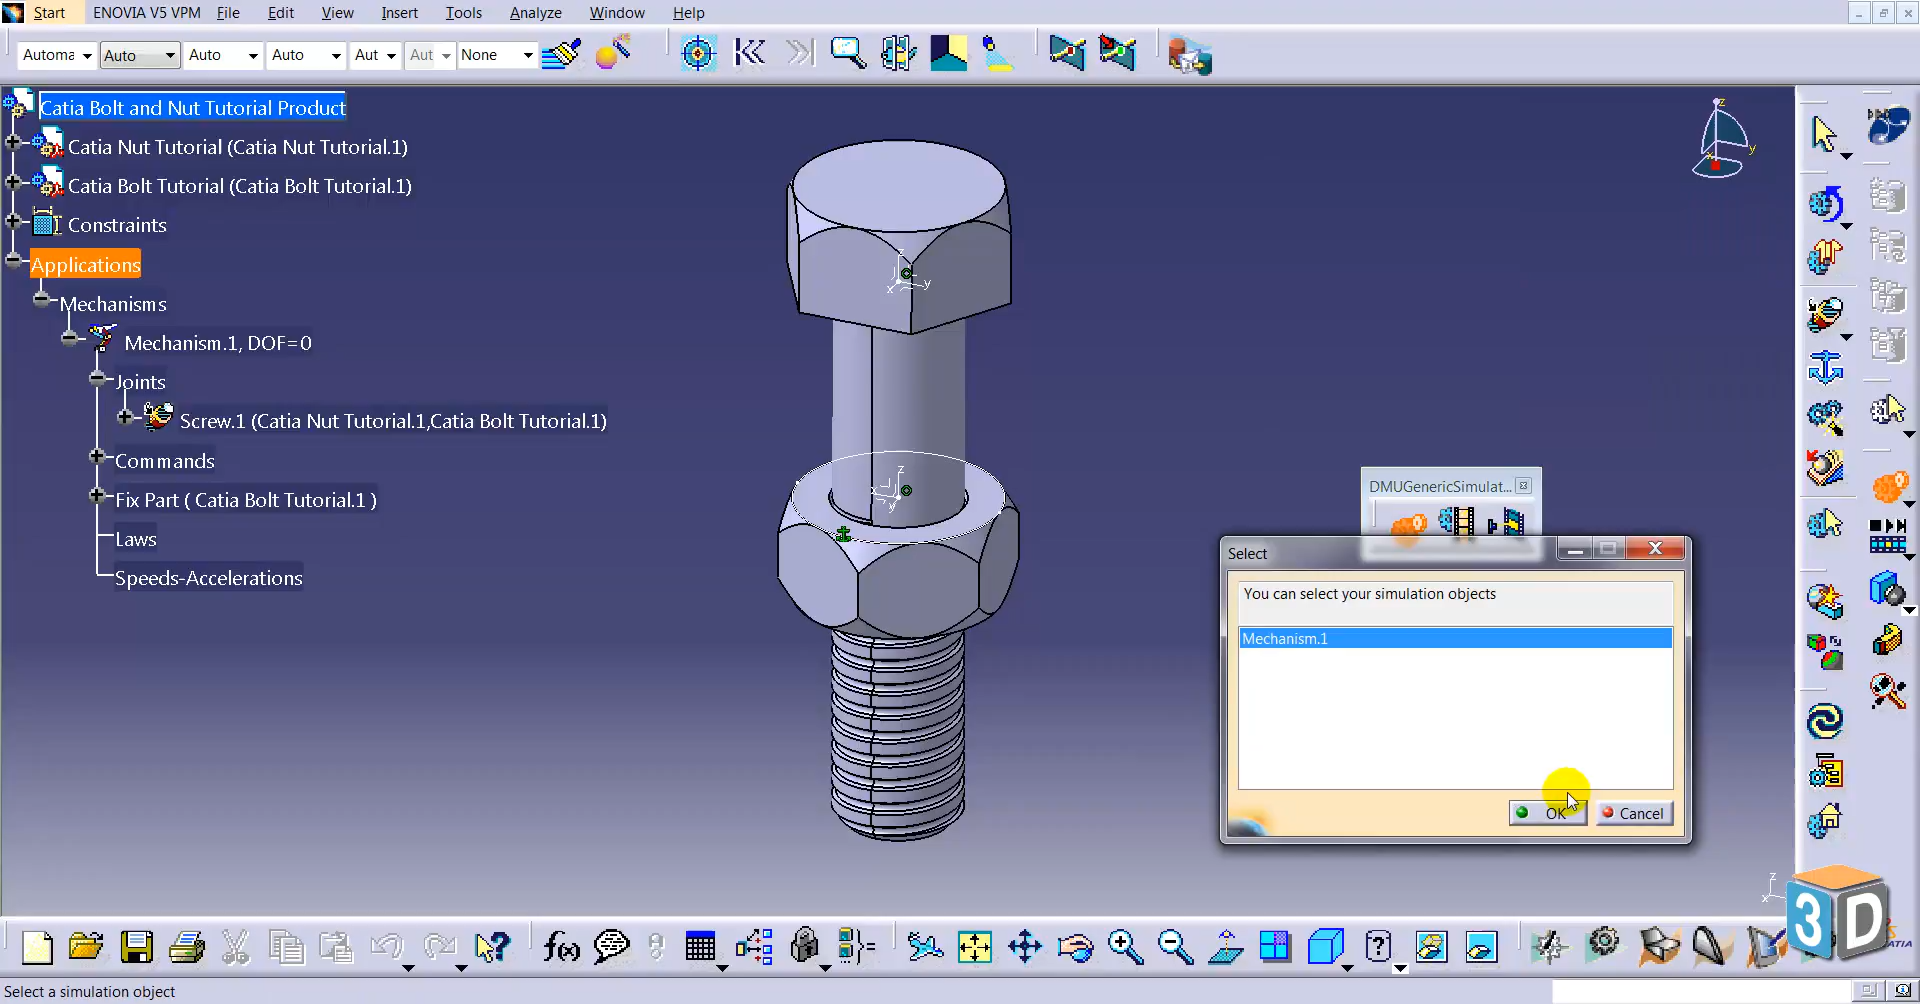 Start ENOVIA V5 VPM File Edit View Insert Tools Analyze Window Help
Automa Auto Auto Auto Aut Aut None
Catia Bolt and Nut Tutorial Product
Catia Nut Tutorial (Catia Nut Tutorial.1)
Catia Bolt Tutorial (Catia Bolt Tutorial.1)
Constraints
Applications
Mechanisms
Mechanism.1, DOF=0
Joints
Screw.1 (Catia Nut Tutorial.1,Catia Bolt Tutorial.1)
Commands
Fix Part ( Catia Bolt Tutorial.1 )
Laws
Speeds-Accelerations
z
y
x
z
y
x
z
x
y
DMUGenericSimulat...
Select
You can select your simulation objects
Mechanism.1
OK Cancel
z
x
3D
f(x)
Select a simulation object